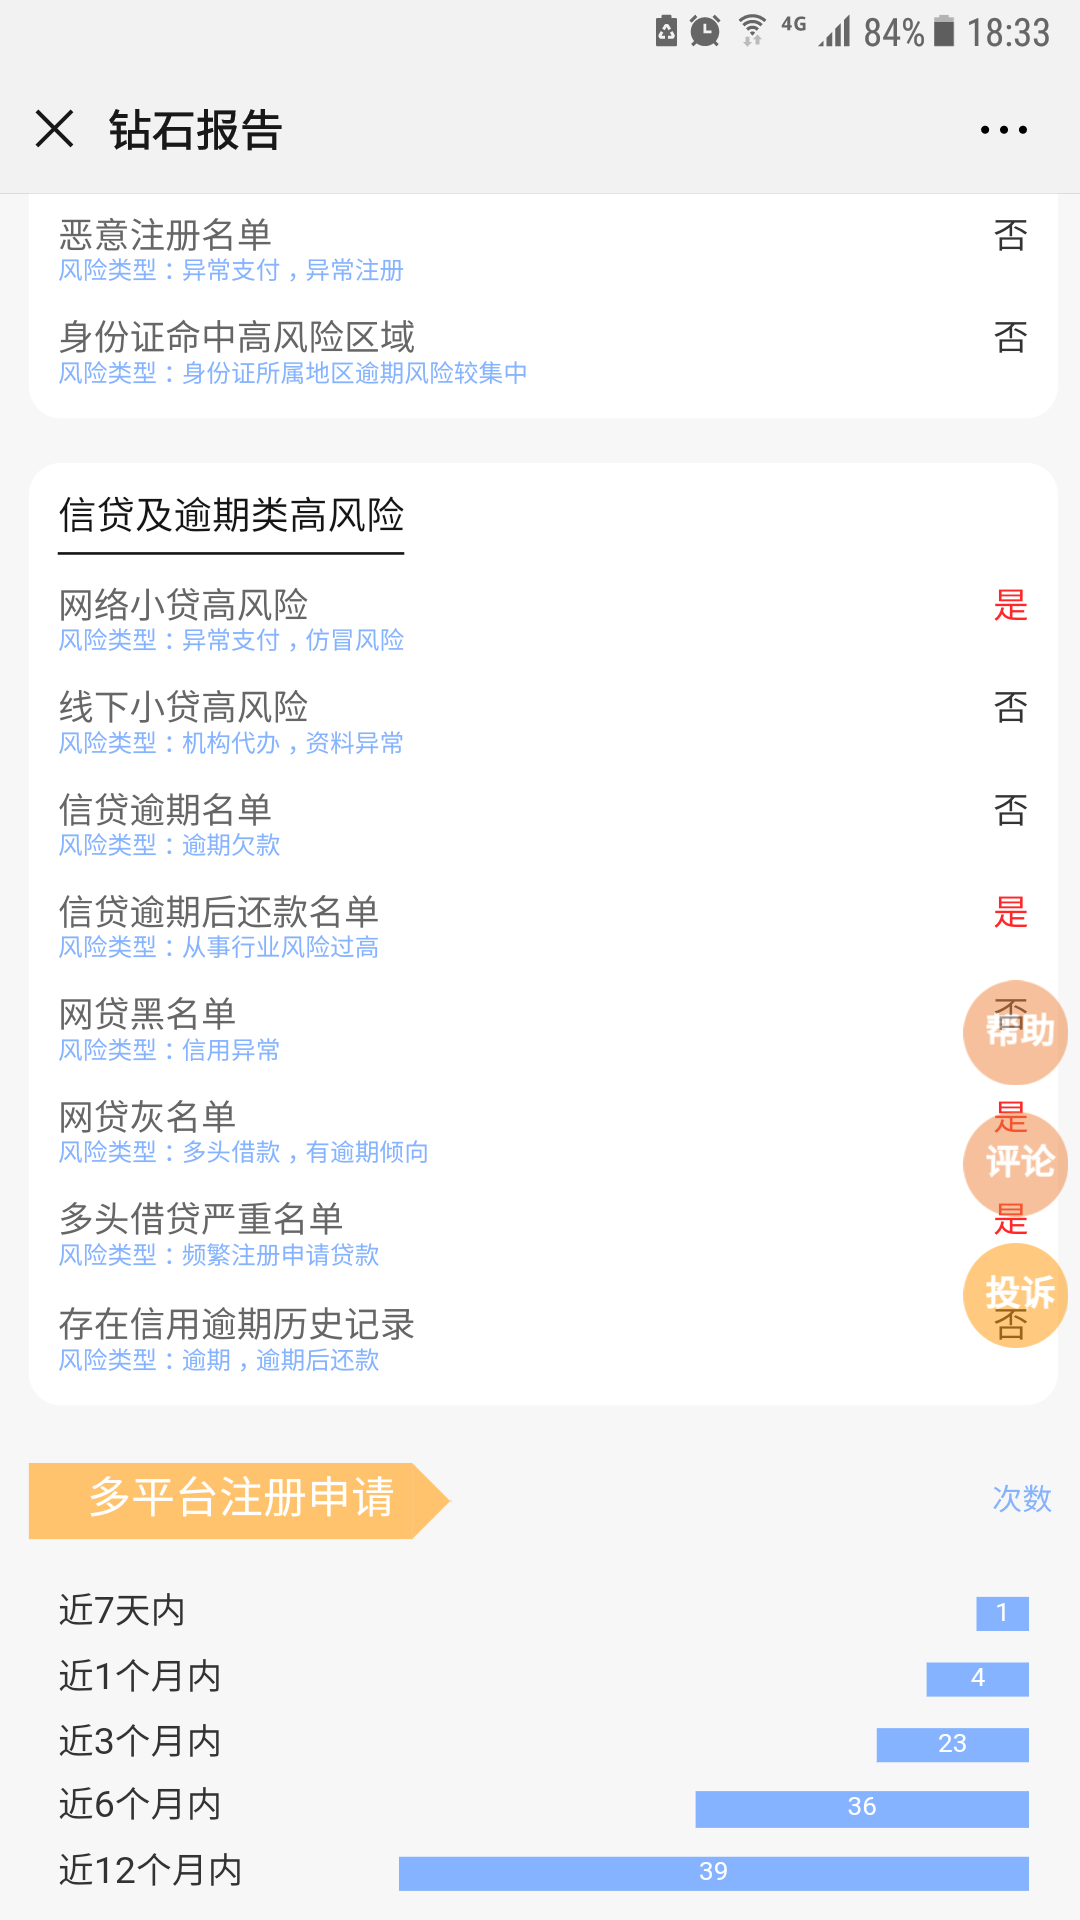 4G 84% 18:33
钻石报告
恶意注册名单 否
风险类型：异常支付，异常注册
身份证命中高风险区域 否
风险类型：身份证所属地区逾期风险较集中
信贷及逾期类高风险
网络小贷高风险 是
风险类型：异常支付，仿冒风险
线下小贷高风险 否
风险类型：机构代办，资料异常
信贷逾期名单 否
风险类型：逾期欠款
信贷逾期后还款名单 是
风险类型：从事行业风险过高
网贷黑名单 否
帮助
风险类型：信用异常
网贷灰名单 是
风险类型：多头借款，有逾期倾向
评论
多头借贷严重名单 是
风险类型：频繁注册申请贷款
投诉
存在信用逾期历史记录 否
风险类型：逾期，逾期后还款
多平台注册申请 次数
近7天内 1
近1个月内 4
近3个月内 23
近6个月内 36
近12个月内 39